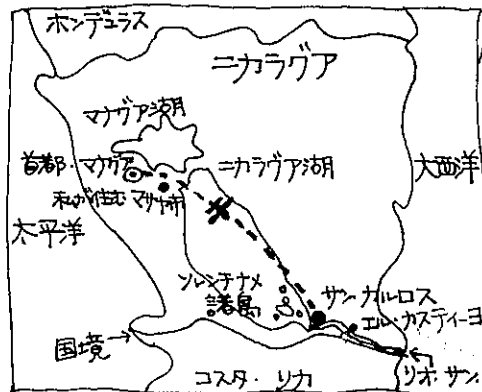 ホンデュラス
ニカラグア
マナグア湖
首都・マナグア
ニカラグア湖
大西洋
私が住むマサヤ市
太平洋
ソレンチナメ
諸島
サン カルロス
エル・カスティーヨ
国境→
コスタ・リカ
リオ・サン